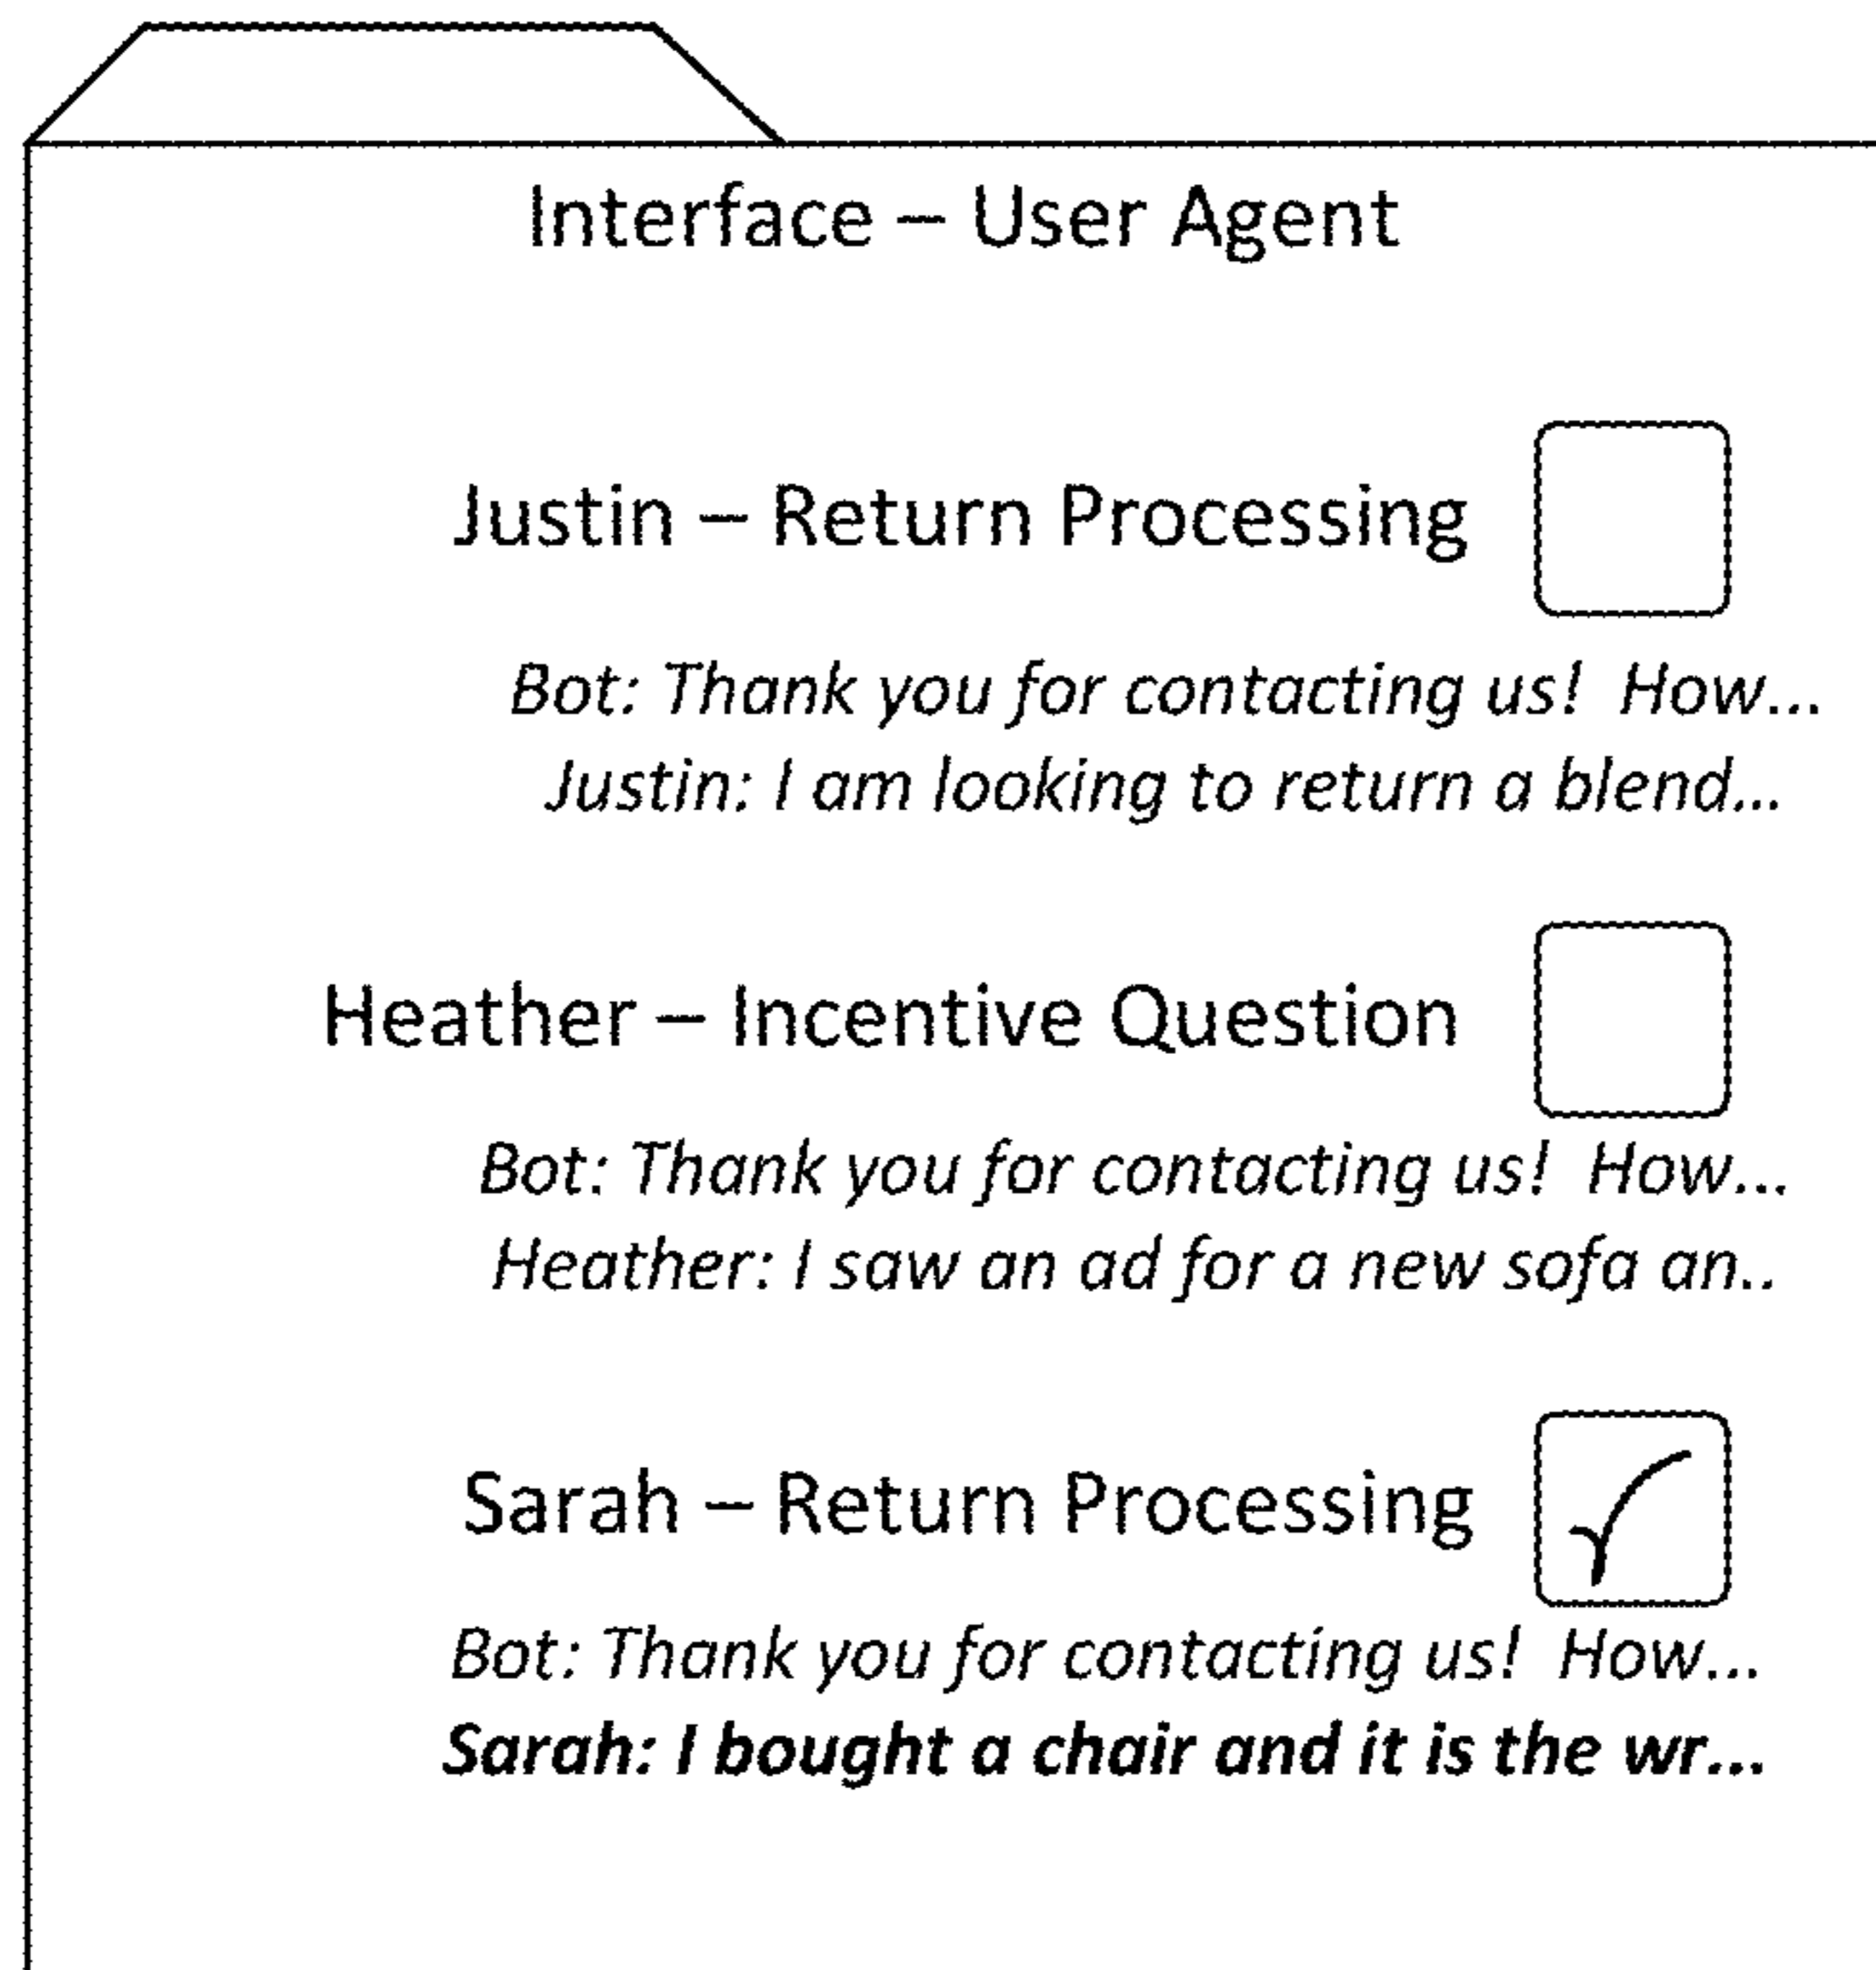 Interface – User Agent
Justin – Return Processing
Bot: Thank you for contacting us!  How...
Justin: I am looking to return a blend...
Heather – Incentive Question
Bot: Thank you for contacting us!  How...
Heather: I saw an ad for a new sofa an..
Sarah – Return Processing
Bot: Thank you for contacting us!  How...
Sarah: I bought a chair and it is the wr...